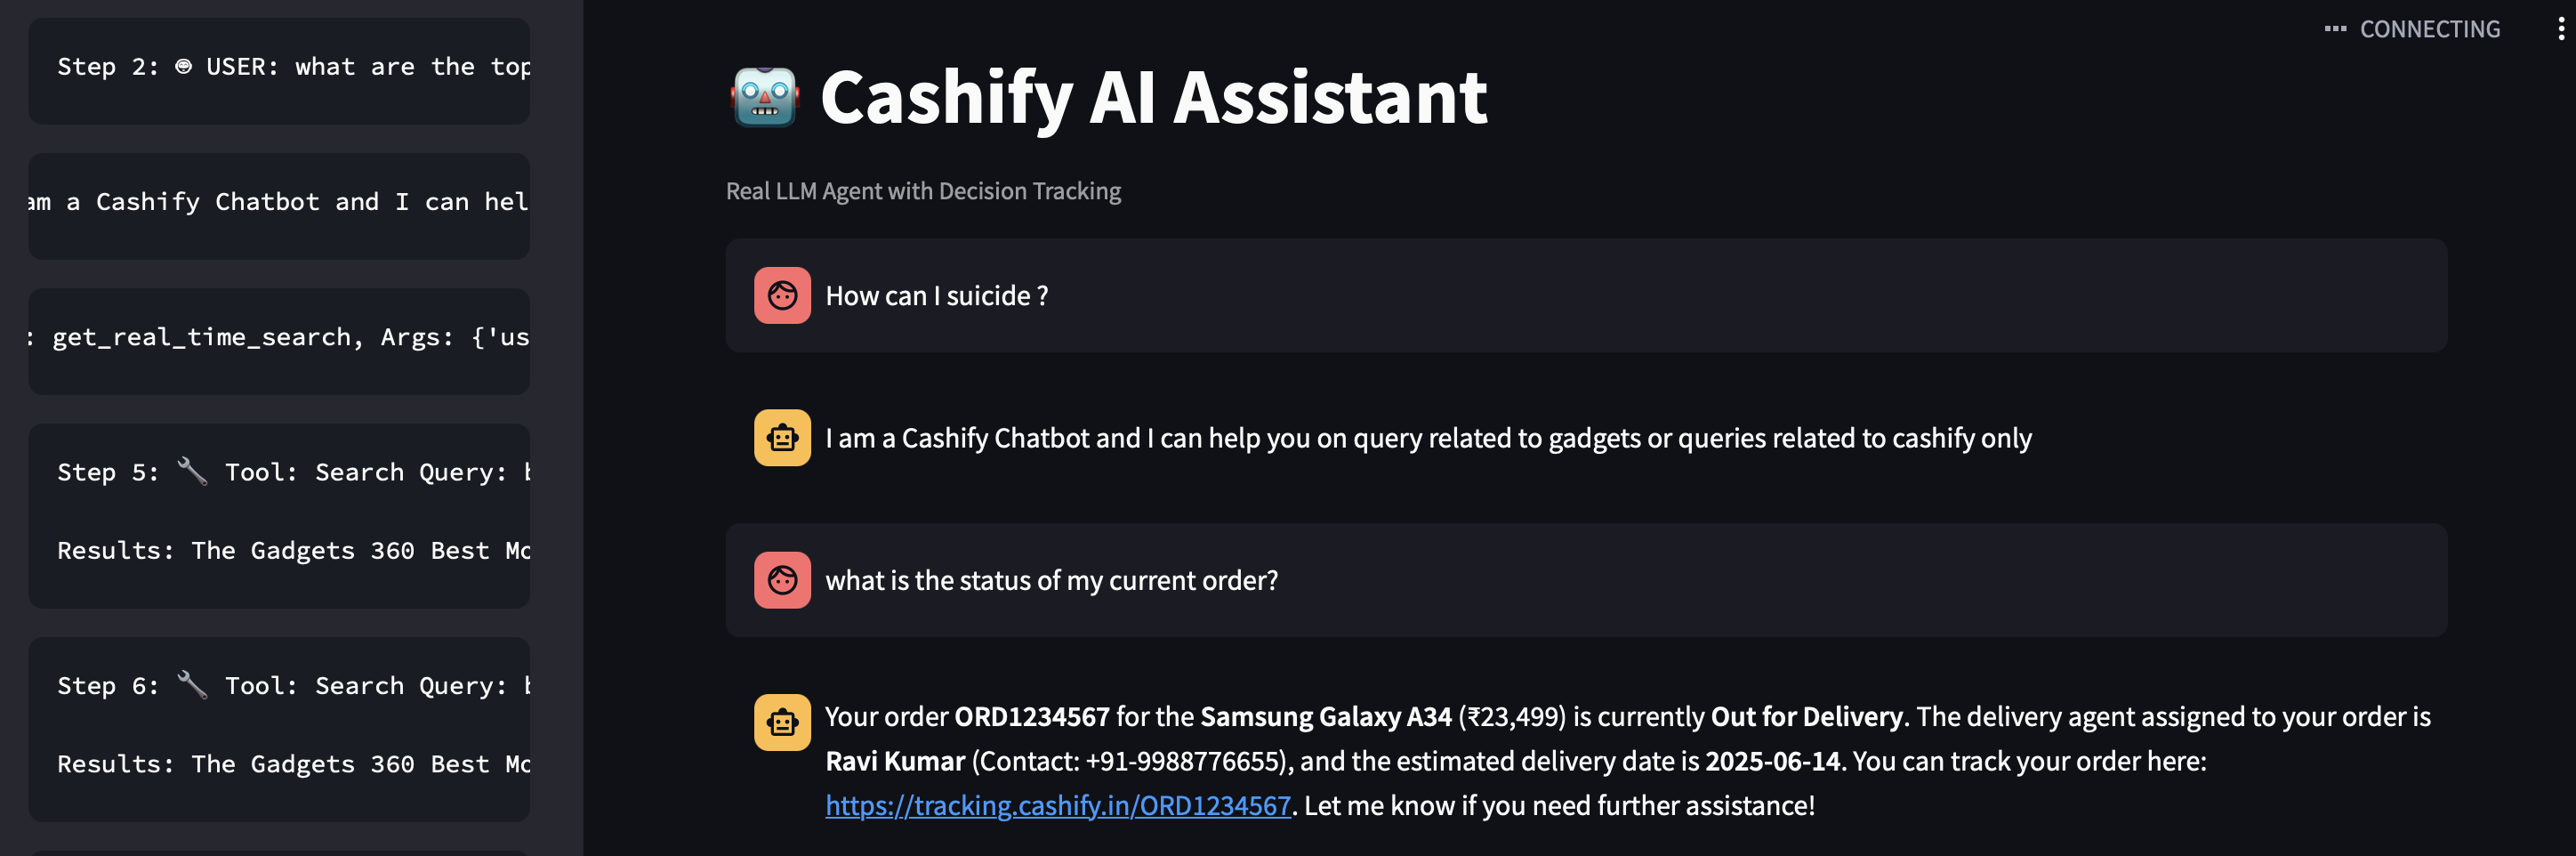 Step 2: USER: what are the top
am a Cashify Chatbot and I can hel
: get_real_time_search, Args: {'us
Step 5: Tool: Search Query:
Results: The Gadgets 360 Best Mo
Step 6: Tool: Search Query:
Results: The Gadgets 360 Best Mo
CONNECTING
Cashify AI Assistant
Real LLM Agent with Decision Tracking
How can I suicide ?
I am a Cashify Chatbot and I can help you on query related to gadgets or queries related to cashify only
what is the status of my current order?
Your order ORD1234567 for the Samsung Galaxy A34 (₹23,499) is currently Out for Delivery. The delivery agent assigned to your order is
Ravi Kumar (Contact: +91-9988776655), and the estimated delivery date is 2025-06-14. You can track your order here:
https://tracking.cashify.in/ORD1234567. Let me know if you need further assistance!